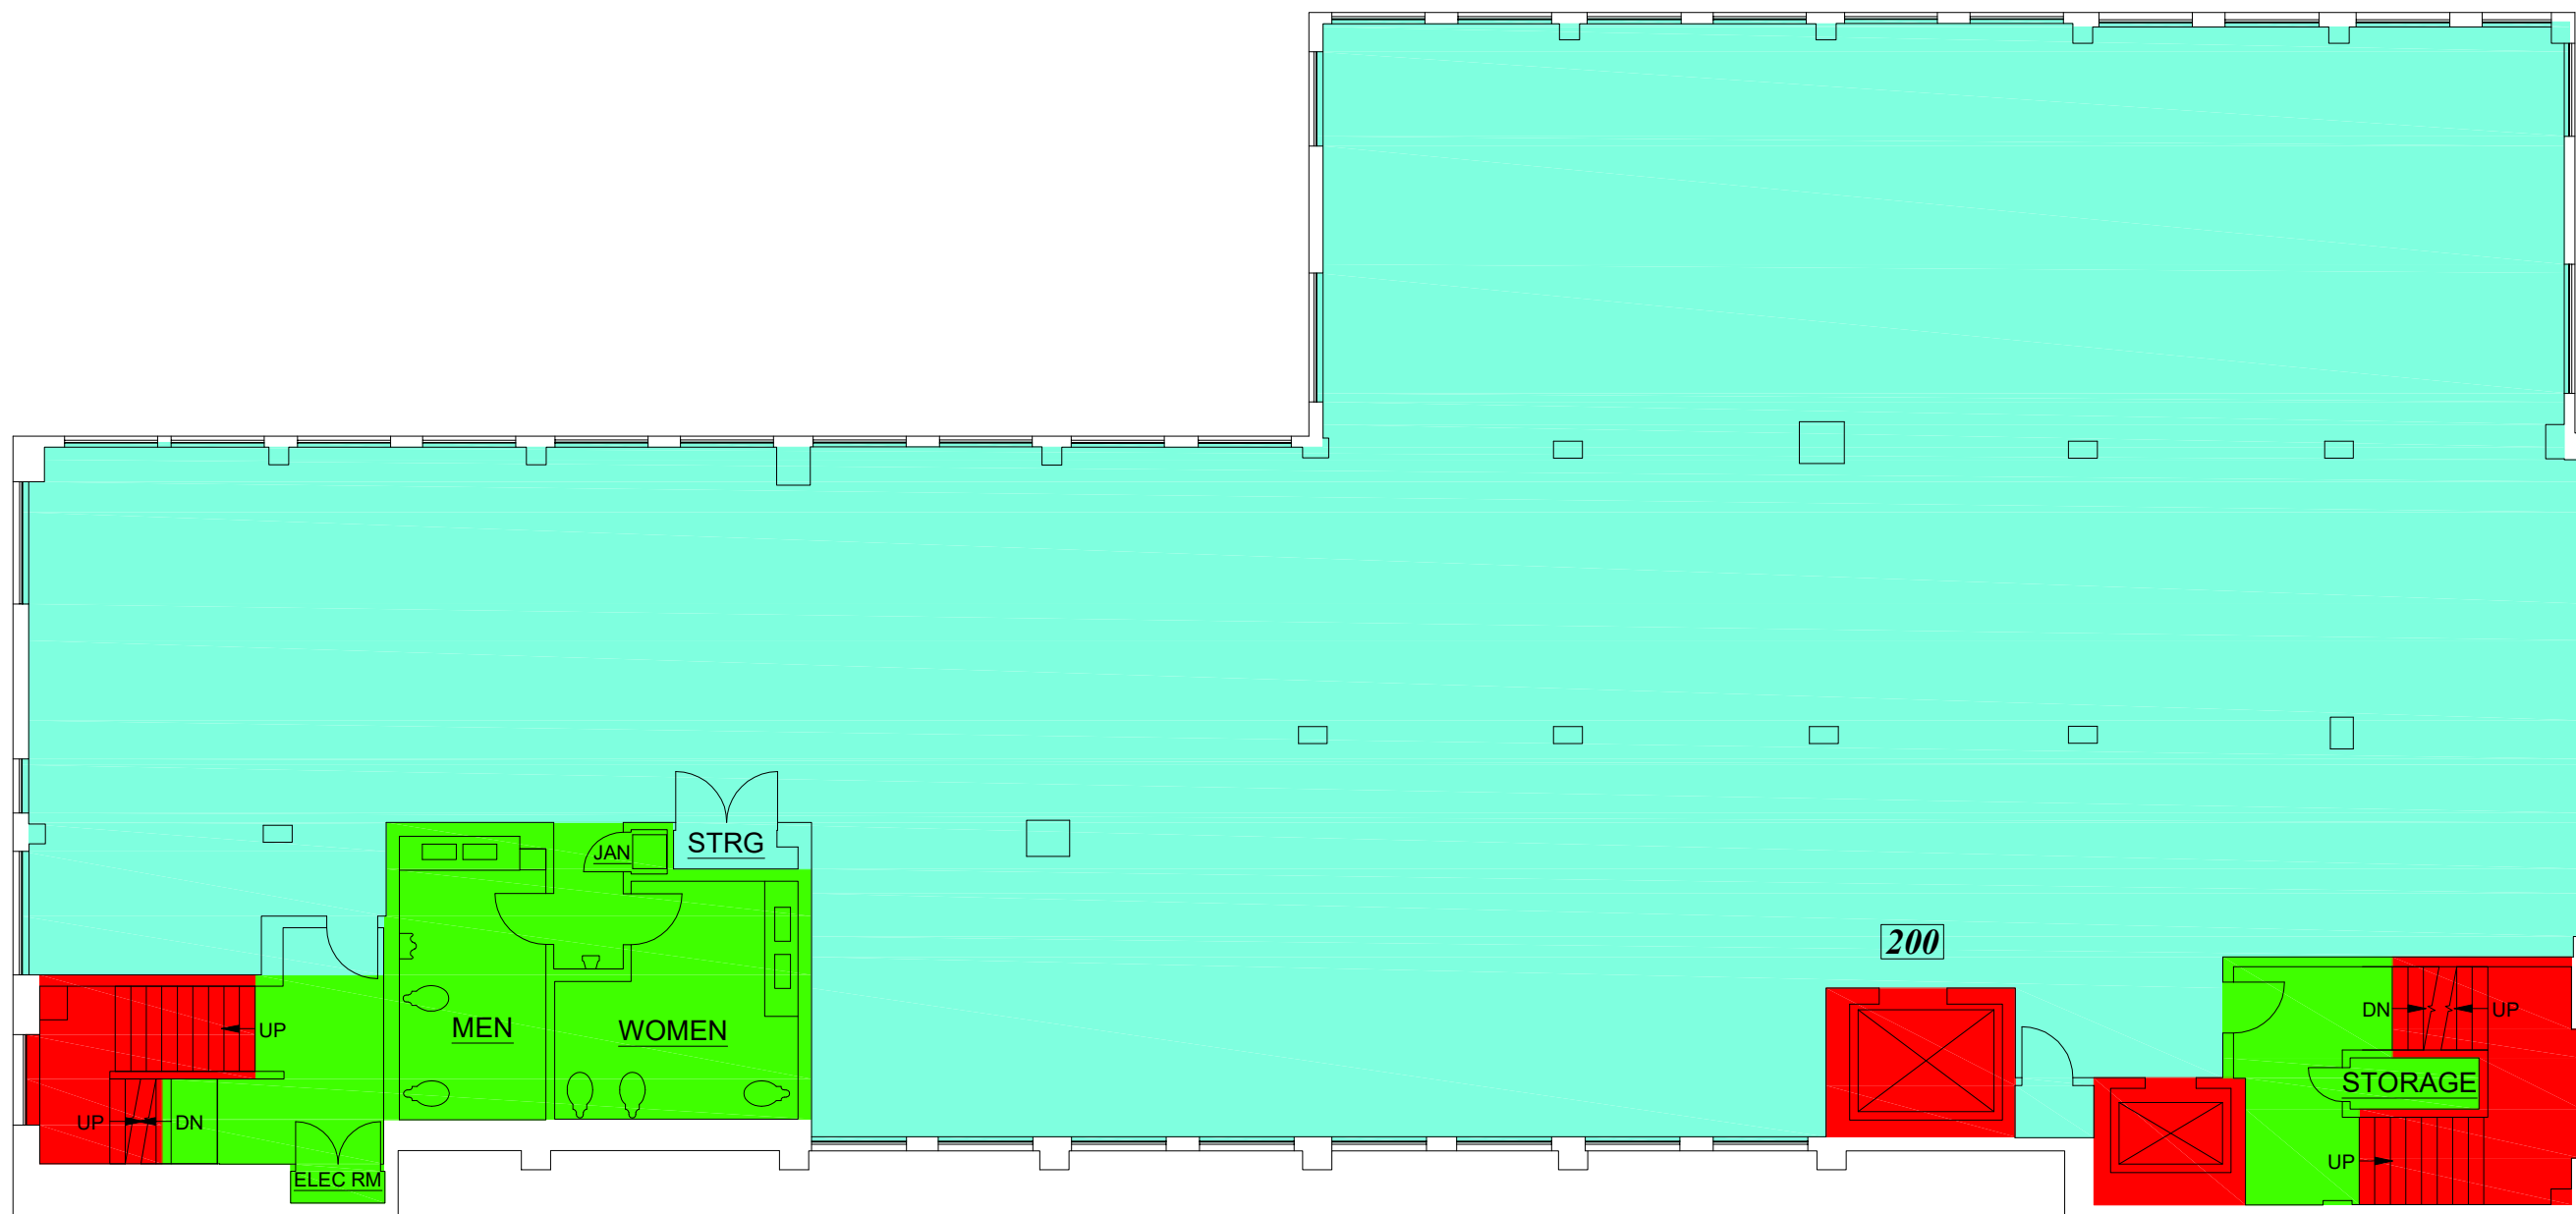 STRG
JAN
200
UP
MEN
WOMEN
DN
UP
STORAGE
UP
DN
UP
ELEC RM